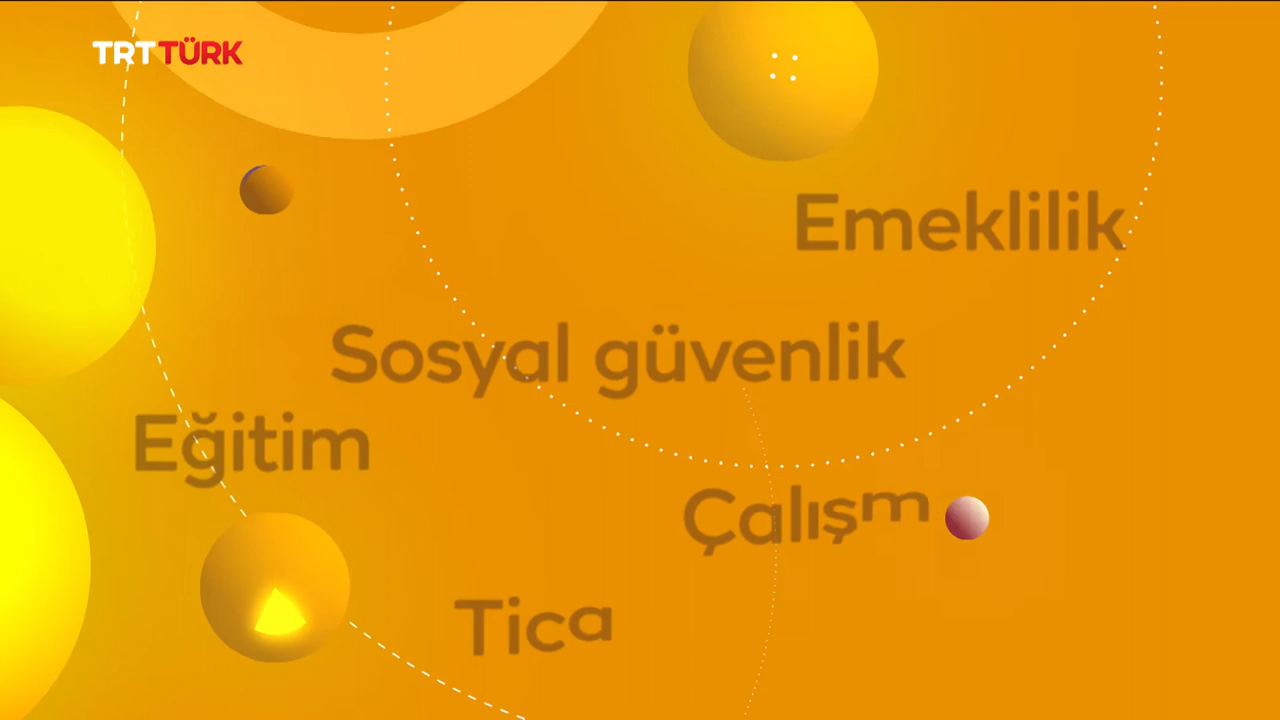 TRT TÜRK
Emeklilik
Sosyal güvenlik
Eğitim
Çalışm
Tica